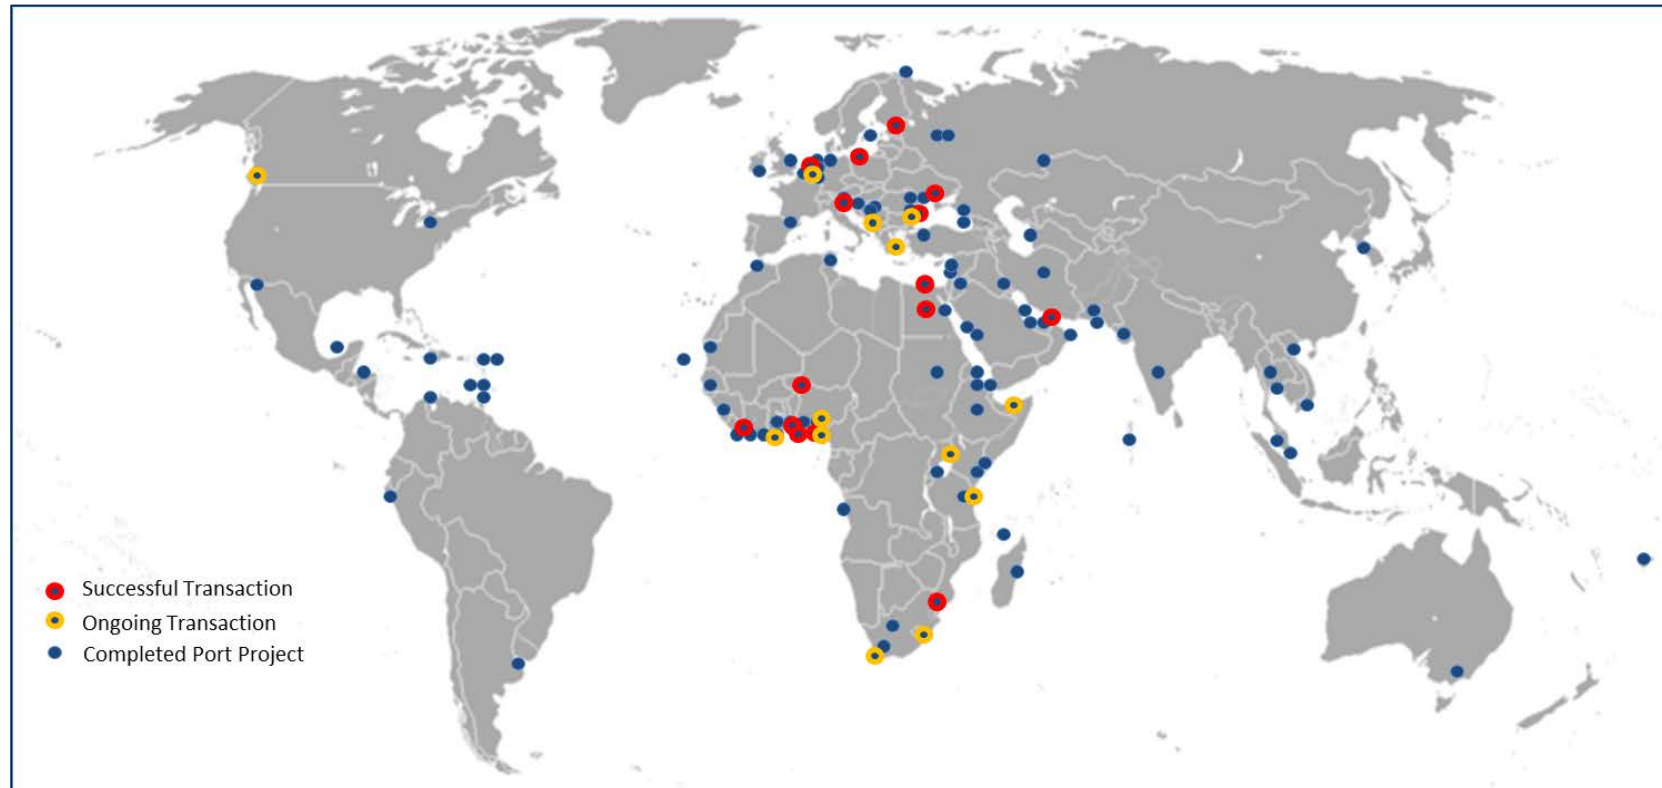 Successful Transaction
Ongoing Transaction
Completed Port Project